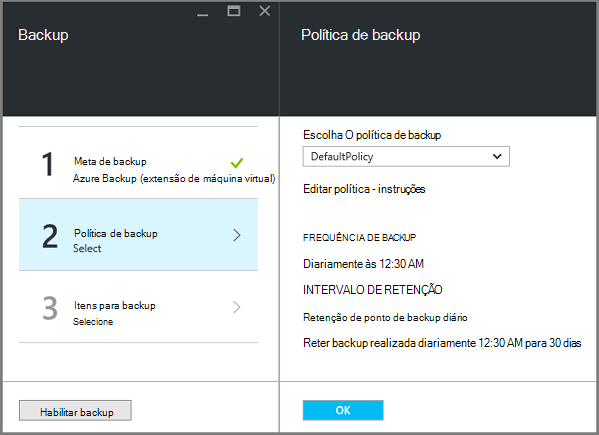 Backup
1
Meta de backup
Azure Backup (extensão de máquina virtual)
2
Política de backup
Select
3
Itens para backup
Selecione
Habilitar backup
Política de backup
Escolha O política de backup
DefaultPolicy
Editar política - instruções
FREQUÊNCIA DE BACKUP
Diariamente às 12:30 AM
INTERVALO DE RETENÇÃO
Retenção de ponto de backup diário
Reter backup realizada diariamente 12:30 AM para 30 dias
OK